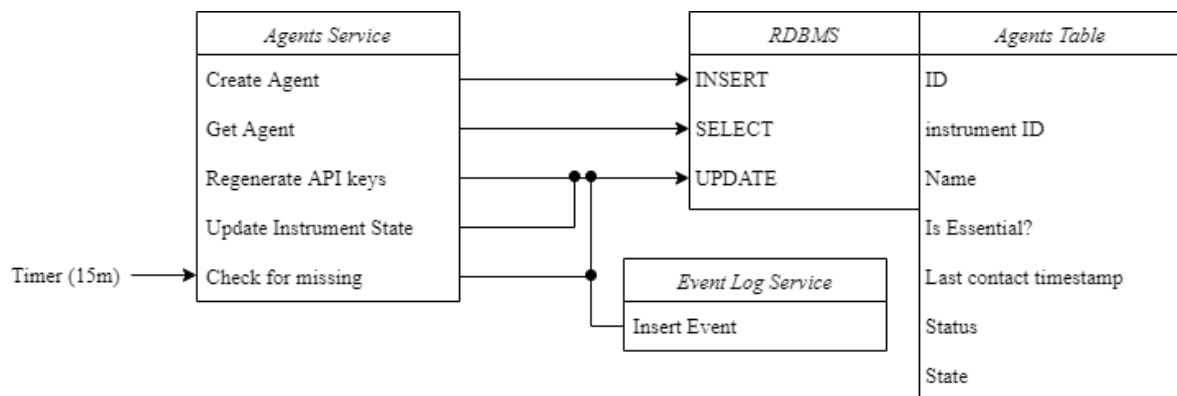 Agents Service
Create Agent
Get Agent
Regenerate API keys
Update Instrument State
Check for missing
Timer (15m)
RDBMS
INSERT
SELECT
UPDATE
Agents Table
ID
instrument ID
Name
Is Essential?
Last contact timestamp
Status
State
Event Log Service
Insert Event